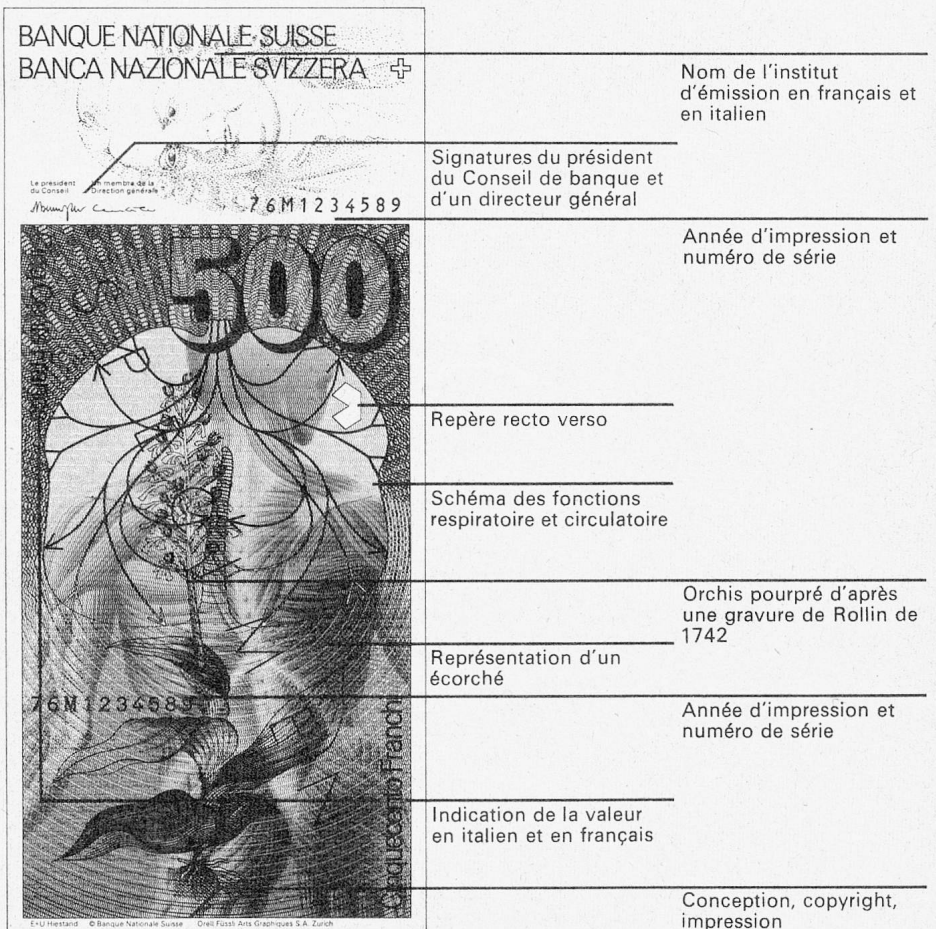 BANQUE NATIONALE SUISSE
BANCA NAZIONALE SVIZZERA
Nom de l'institut
d'émission en français et
en italien
Signatures du président
du Conseil de banque et
d'un directeur général
Le président
du Conseil
Un membre de la
Direction générale
76M1234589
Année d'impression et
numéro de série
500
Repère recto verso
Schéma des fonctions
respiratoire et circulatoire
Orchis pourpré d'après
une gravure de Rollin de
1742
Représentation d'un
écorché
76M1234589
Année d'impression et
numéro de série
Cinquecento Franchi
Indication de la valeur
en italien et en français
Conception, copyright,
impression
E+U Hiestand © Banque Nationale Suisse Orell Füssli Arts Graphiques S.A. Zurich